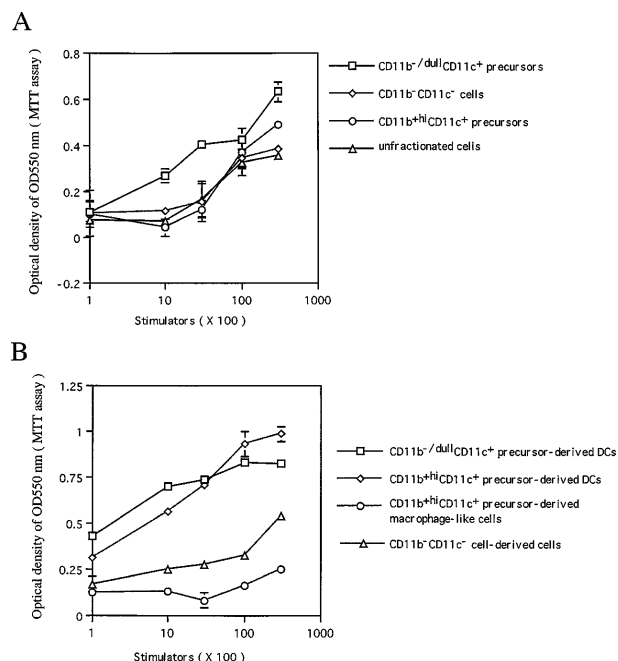 A
Optical density of OD550 nm ( MTT assay )
0.8
0.6
0.4
0.2
0
-0.2
1
10
100
1000
Stimulators ( X 100 )
CD11b-/dullCD11c+ precursors
CD11b-CD11c- cells
CD11b+hiCD11c+ precursors
unfractionated cells
B
Optical density of OD550 nm ( MTT assay )
1.25
1
0.75
0.5
0.25
0
1
10
100
1000
Stimulators ( X 100 )
CD11b-/dullCD11c+ precursor-derived DCs
CD11b+hiCD11c+ precursor-derived DCs
CD11b+hiCD11c+ precursor-derived
macrophage-like cells
CD11b-CD11c- cell-derived cells